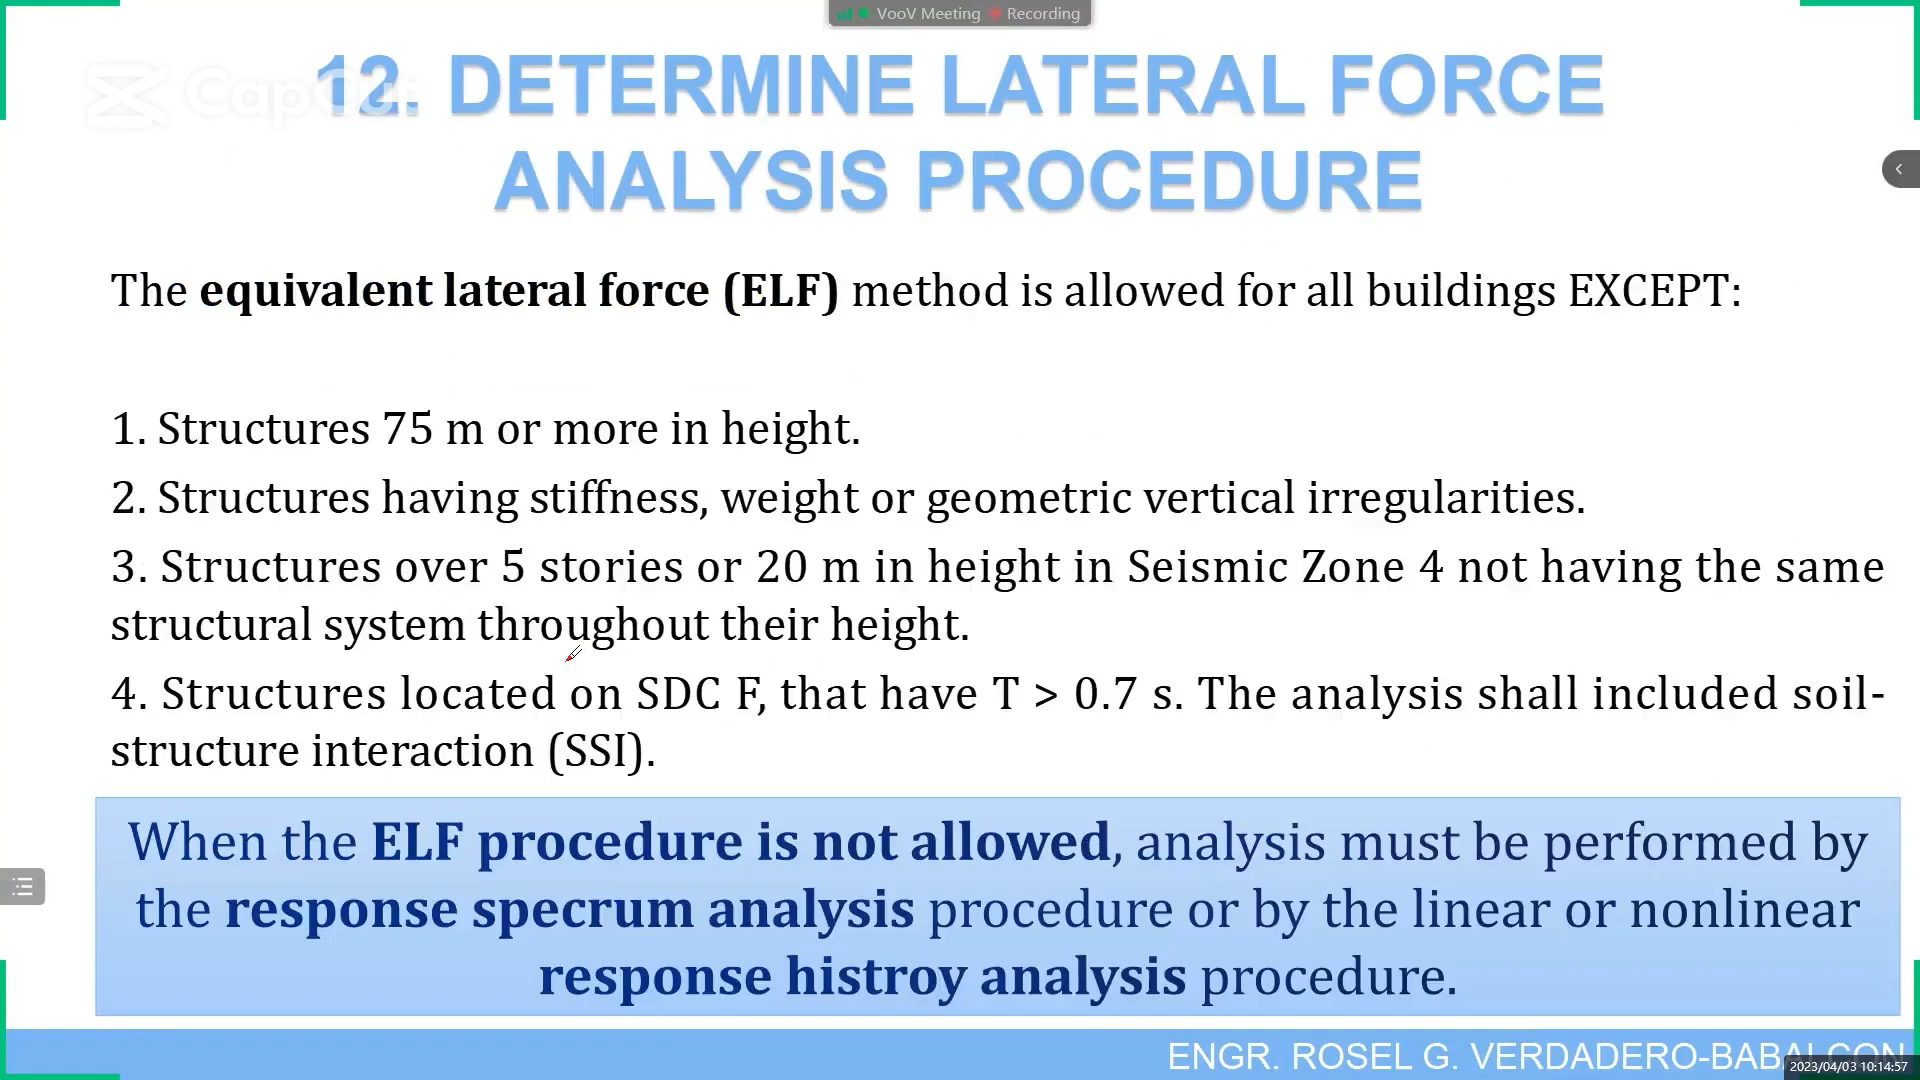 VooV Meeting Recording
CapCut
12. DETERMINE LATERAL FORCE
ANALYSIS PROCEDURE
The equivalent lateral force (ELF) method is allowed for all buildings EXCEPT:
1. Structures 75 m or more in height.
2. Structures having stiffness, weight or geometric vertical irregularities.
3. Structures over 5 stories or 20 m in height in Seismic Zone 4 not having the same
structural system throughout their height.
4. Structures located on SDC F, that have T > 0.7 s. The analysis shall included soil-
structure interaction (SSI).
When the ELF procedure is not allowed, analysis must be performed by
the response specrum analysis procedure or by the linear or nonlinear
response histroy analysis procedure.
ENGR. ROSEL G. VERDADERO-BABALCON
2023/04/03 10:14:57